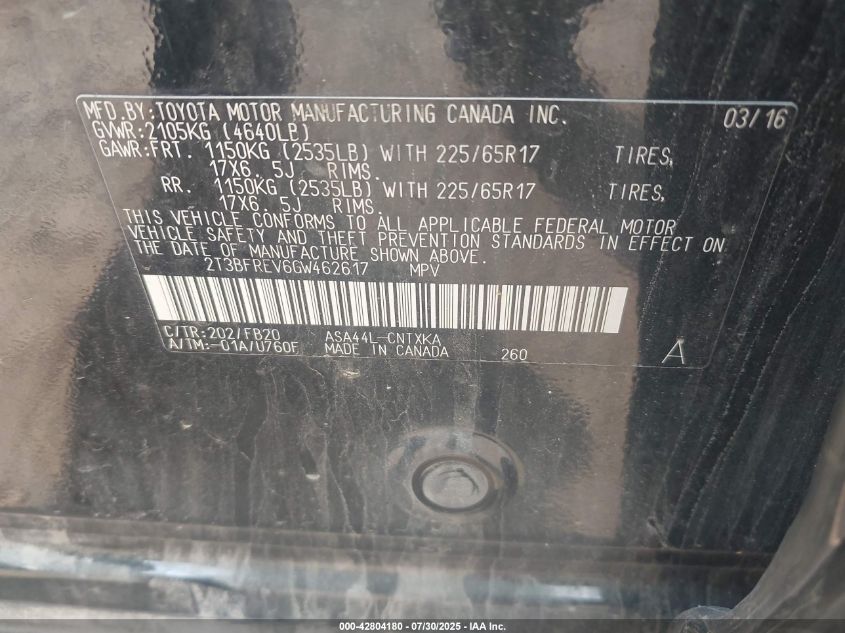 MFD. BY: TOYOTA MOTOR MANUFACTURING CANADA INC. 03/16
GVWR: 2105KG (4640LB)
GAWR: FRT. 1150KG (2535LB) WITH 225/65R17 TIRES,
17X6. 5J RIMS.
RR. 1150KG (2535LB) WITH 225/65R17 TIRES,
17X6. 5J RIMS.
THIS VEHICLE CONFORMS TO ALL APPLICABLE FEDERAL MOTOR
VEHICLE SAFETY AND THEFT PREVENTION STANDARDS IN EFFECT ON
THE DATE OF MANUFACTURE SHOWN ABOVE.
2T3BFREV6GW462617 MPV
C/TR: 202/FB20 ASA44L-CNTXKA
A/TM: -01A/U760F MADE IN CANADA 260 A
000-42804180 - 07/30/2025 - IAA Inc.